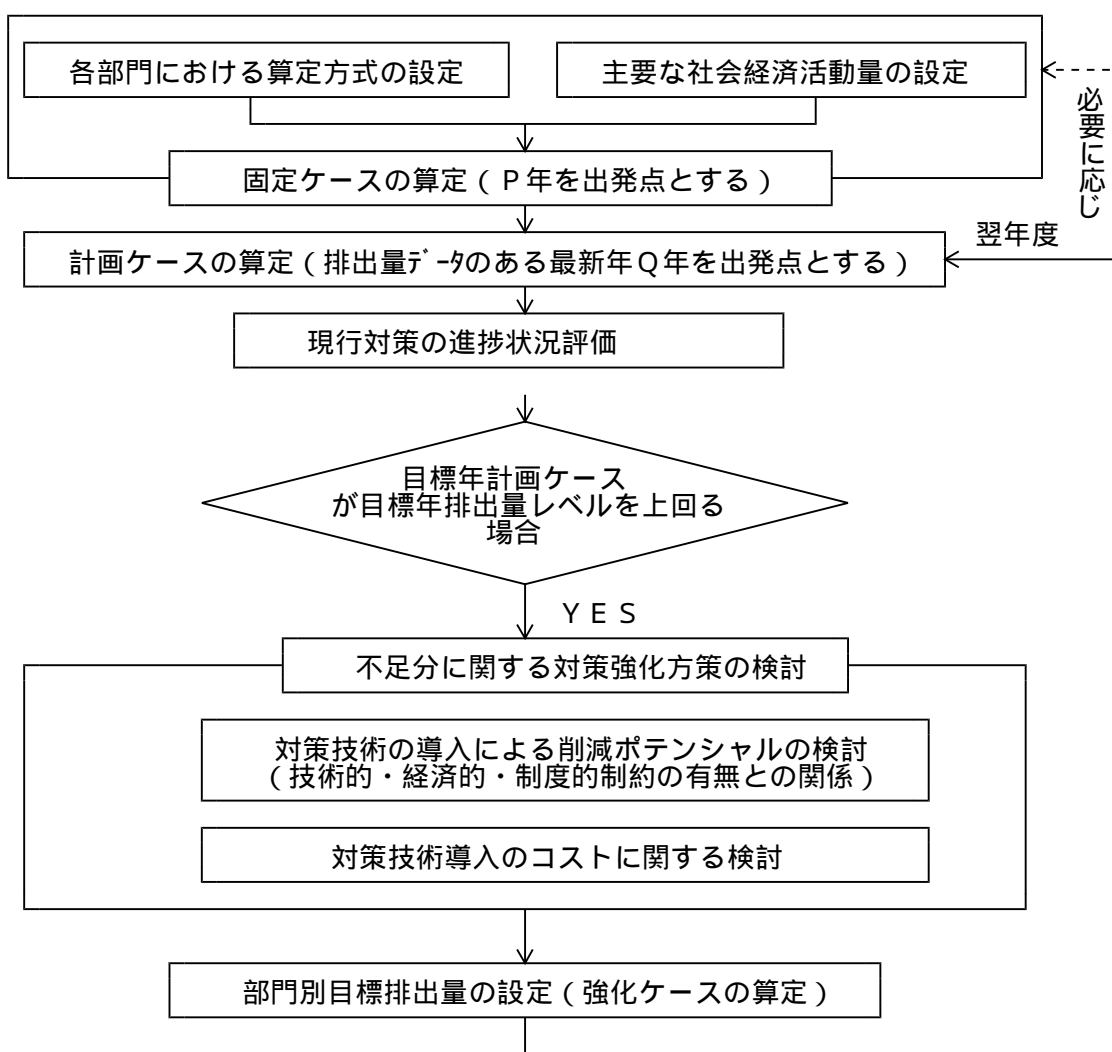 各部門における算定方式の設定
主要な社会経済活動量の設定
必要に応じ
固定ケースの算定(P年を出発点とする)
翌年度
計画ケースの算定(排出量ﾃﾞｰﾀのある最新年Q年を出発点とする)
現行対策の進捗状況評価
目標年計画ケース
が目標年排出量レベルを上回る
場合
YES
不足分に関する対策強化方策の検討
対策技術の導入による削減ポテンシャルの検討
(技術的・経済的・制度的制約の有無との関係)
対策技術導入のコストに関する検討
部門別目標排出量の設定(強化ケースの算定)